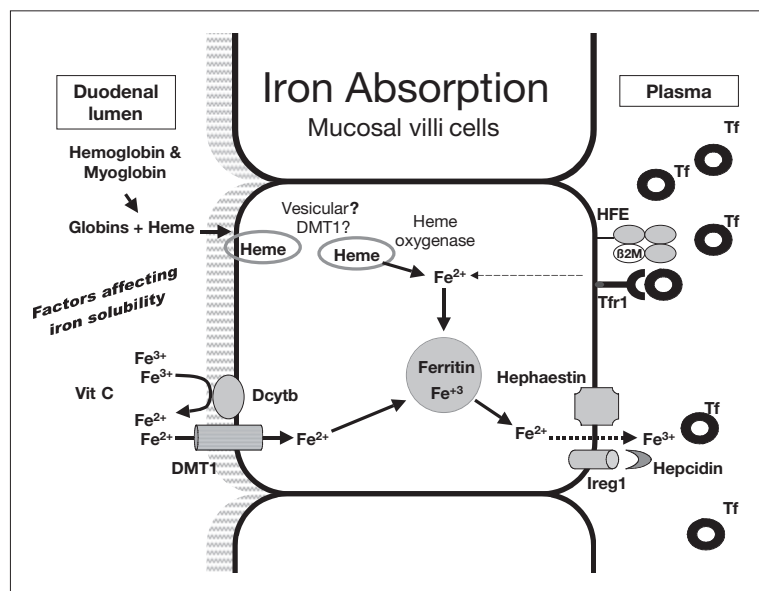 Iron Absorption
Mucosal villi cells
Duodenal
lumen
Plasma
Hemoglobin &
Myoglobin
Globins + Heme
Heme
Vesicular?
DMT1?
Heme
Heme
oxygenase
Fe²⁺
Factors affecting
iron solubility
Fe³⁺
Fe³⁺
Vit C
Fe²⁺
Fe²⁺
Dcytb
DMT1
Fe²⁺
Ferritin
Fe⁺³
Hephaestin
Fe²⁺
Fe³⁺
Ireg1
Hepcidin
HFE
ß2M
Tfr1
Tf
Tf
Tf
Tf
Tf